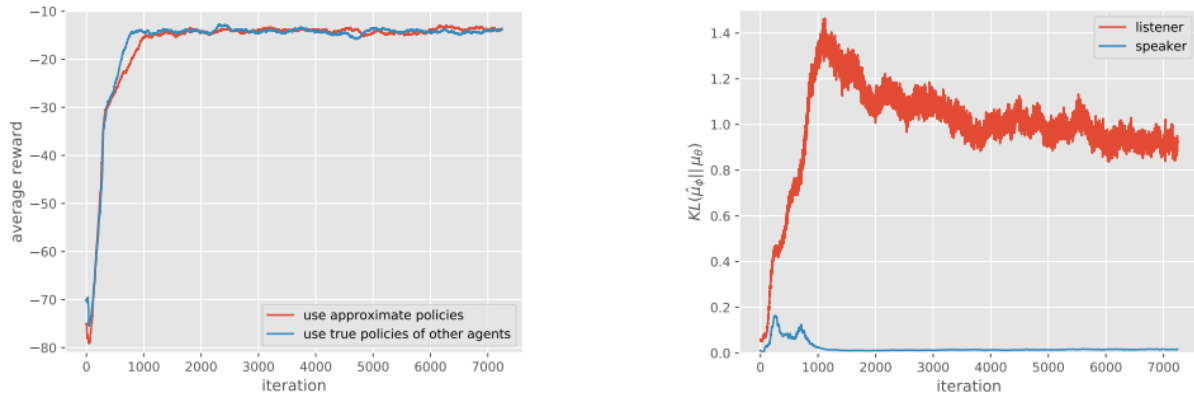 −10
−20
−30
−40
−50
−60
−70
−80
average reward
0 1000 2000 3000 4000 5000 6000 7000
iteration
use approximate policies
use true policies of other agents
1.4
1.2
1.0
0.8
0.6
0.4
0.2
0.0
KL(μ̂ϕ||μθ)
0 1000 2000 3000 4000 5000 6000 7000
iteration
listener
speaker